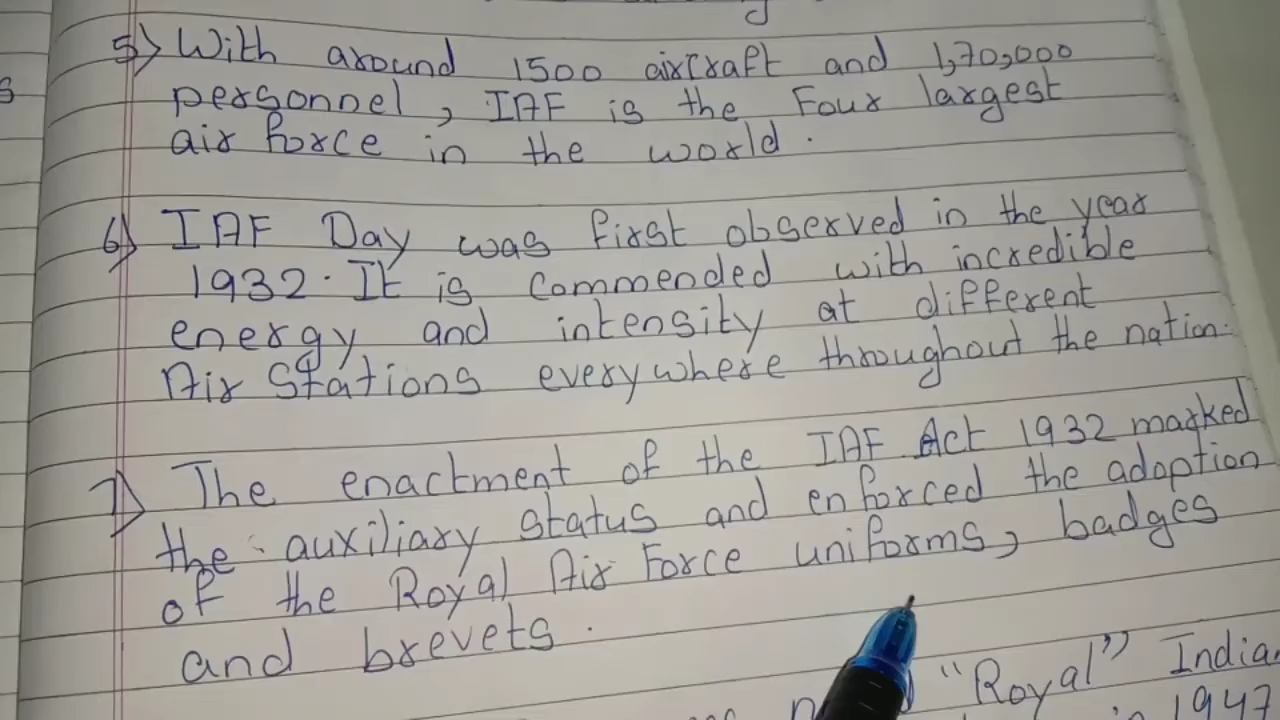 5) With around 1500 aircraft and 1,70,000
personnel, IAF is the Four largest
air force in the world.
6) IAF Day was first observed in the year
1932. It is commended with incredible
energy and intensity at different
Air Stations everywhere throughout the nation.
7) The enactment of the IAF Act 1932 marked
the auxiliary status and enforced the adoption
of the Royal Air Force uniforms, badges
and brevets.
"Royal" India
in 1947